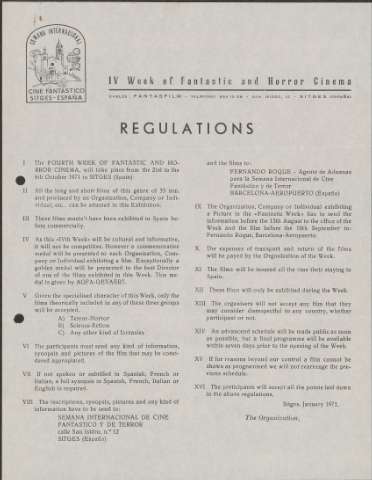 SEMANA INTERNACIONAL
CINE FANTASTICO
SITGES-ESPAÑA
IV Week of Fantastic and Horror Cinema
REGULATIONS
I The FOURTH WEEK OF FANTASTIC AND HO-
RROR CINEMA, will take place from the 2nd to the
8th October 1971 in SITGES (Spain)
II All the long and short films of this genre of 35 mm.
and produced by an Organization, Company or Indi-
vidual, etc., can be admitted in the Exhibition.
III These films musn't have been exhibited in Spain be-
fore commercially.
IV As this «IVth Week» will be cultural and informative,
it will not be competitive. However a commemorative
medal will be presented to each Organization, Com-
pany or Individual exhibiting a film. Exceptionally a
golden medal will be presented to the best Director
of one of the films exhibited in this Week. This me-
dal is given by AGFA-GEVAERT.
V Given the specialised character of this Week, only the
films thoroughly included in any of these three groups
will be accepted.
A) Terror-Horror
B) Science-Fiction
C) Any other kind of fantasies
VI The participants must send any kind of information,
synopsis and pictures of the film that may be consi-
dered appropriated.
VII If not spoken or subtitled in Spanish, French or
Italian, a full synopsis in Spanish, French, Italian or
English is required.
VIII The inscriptions, synopsis, pictures and any kind of
information have to be send to:
SEMANA INTERNACIONAL DE CINE
FANTASTICO Y DE TERROR
calle San Isidro, n.º 12
SITGES (España)
and the films to:
FERNANDO ROQUE - Agente de Aduanas
para la Semana Internacional de Cine
Fantástico y de Terror
BARCELONA-AEROPUERTO (España)
IX The Organization, Company or Individual exhibiting
a Picture in the «Fantastic Week» has to send the
information before the 15th August to the office of the
Week and the film before the 10th September to:
Fernando Roque, Barcelona-Aeropuerto.
X The expenses of transport and return of the films
will be payed by the Organization of the Week.
XI The films will be insured all the time their staying in
Spain.
XII These films will only be exhibited during the Week.
XIII The organisers will not accept any film that they
may consider disrespectful to any country, whether
participant or not.
XIV An advanced schedule will be made public as soon
as possible, but a final programme will be available
within seven days prior to the opening of the Week.
XV If for reasons beyond our control a film cannot be
shown as programmed we will not rearrange the pre-
vious schedule.
XVI The participants will accept all the points laid down
in the above regulations.
Sitges, January 1971,
The Organization,